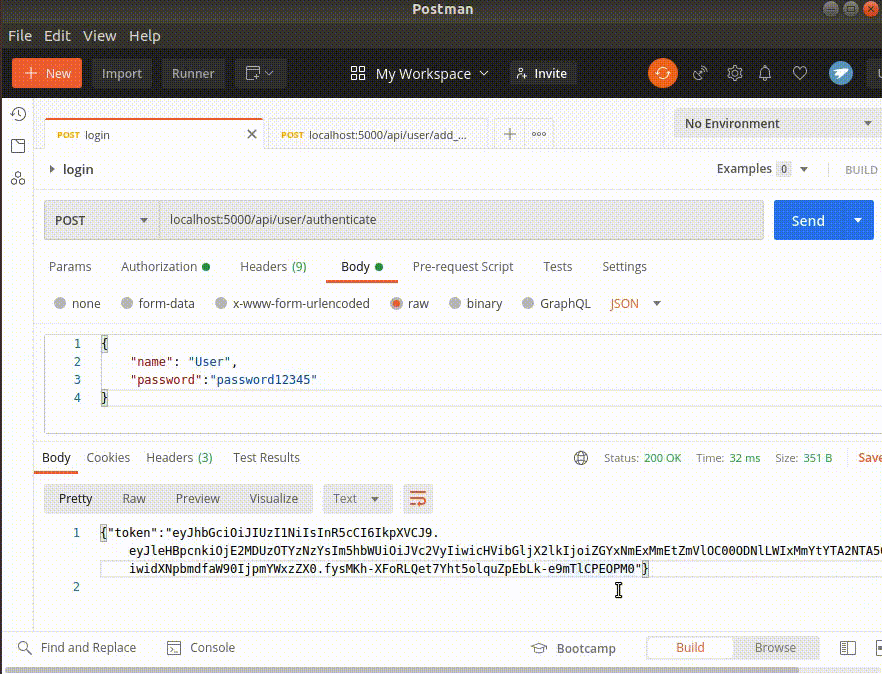 Postman
File Edit View Help
+ New Import Runner My Workspace Invite
POST login
POST localhost:5000/api/user/add_...
No Environment
login
Examples 0
BUILD
POST localhost:5000/api/user/authenticate Send
Params Authorization Headers (9) Body Pre-request Script Tests Settings
none form-data x-www-form-urlencoded raw binary GraphQL JSON
1 {
2 "name": "User",
3 "password":"password12345"
4 }
Body Cookies Headers (3) Test Results Status: 200 OK Time: 32 ms Size: 351 B Save
Pretty Raw Preview Visualize Text
1 {"token":"eyJhbGciOiJIUzI1NiIsInR5cCI6IkpXVCJ9.
iwidXNpbmdfaW90IjpmYWxzZX0.fysMKh-XFoRLQet7Yht5olquZpEbLk-e9mTlCPEOPM0"}
2
Find and Replace Console Bootcamp Build Browse